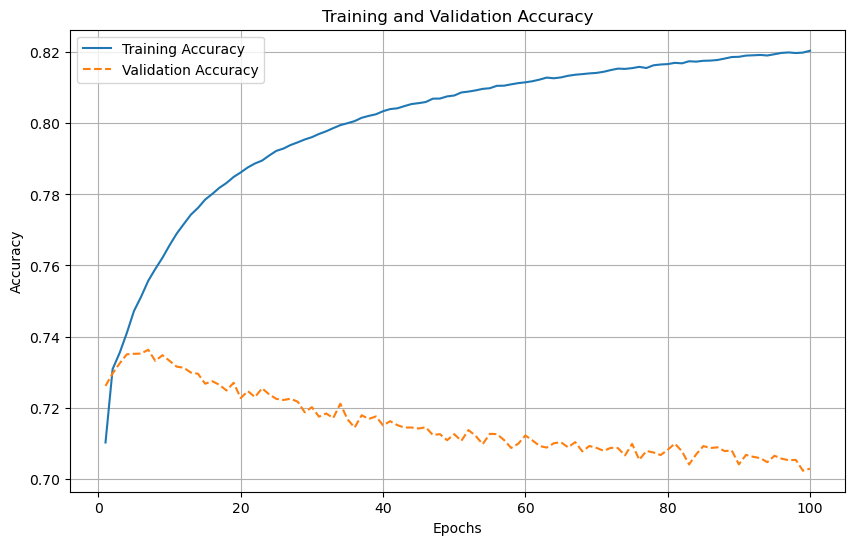 Training and Validation Accuracy
Training Accuracy
Validation Accuracy
Accuracy
0.82
0.80
0.78
0.76
0.74
0.72
0.70
0 20 40 60 80 100
Epochs